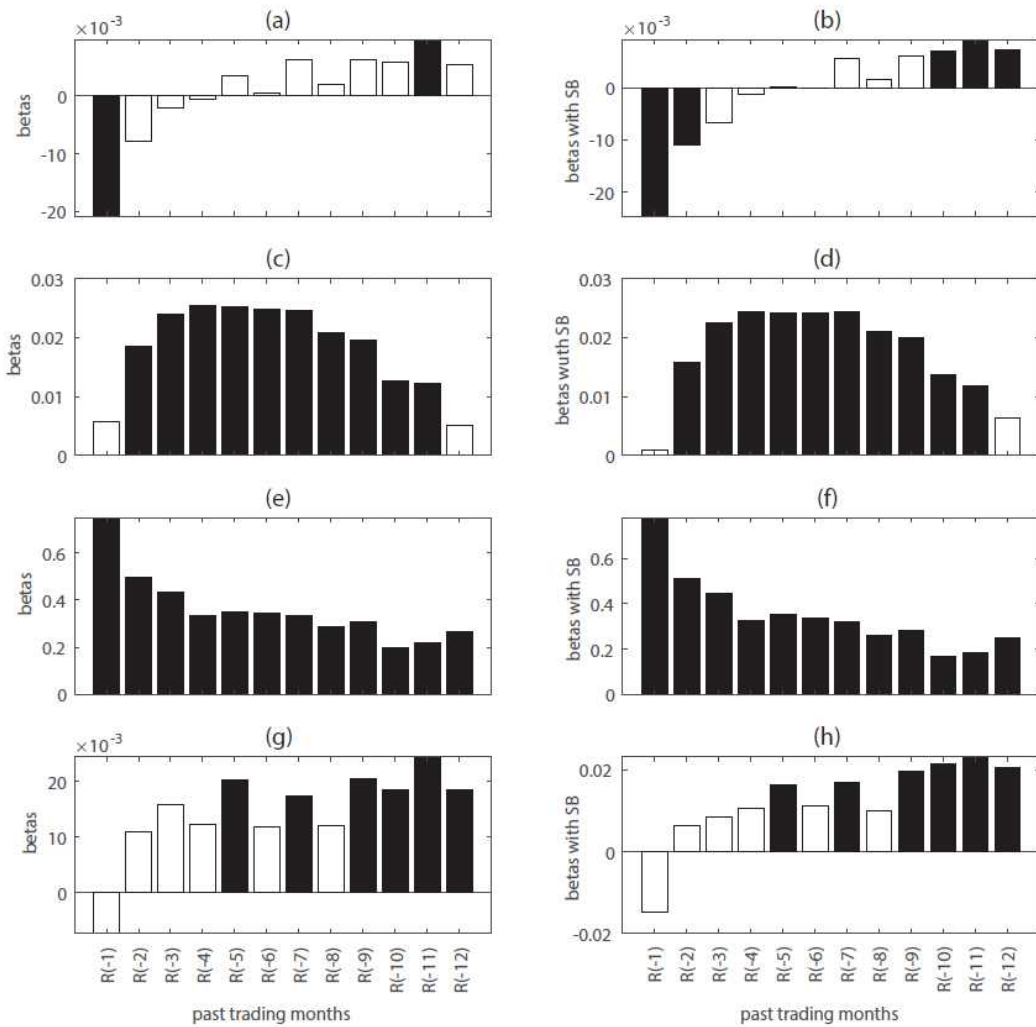 ×10⁻³
(a)
betas
0
-10
-20
×10⁻³
(b)
betas with SB
0
-10
-20
(c)
betas
0.03
0.02
0.01
0
(d)
betas wuth SB
0.03
0.02
0.01
0
(e)
betas
0.6
0.4
0.2
0
(f)
betas with SB
0.6
0.4
0.2
0
×10⁻³
(g)
betas
20
10
0
R(-1) R(-2) R(-3) R(-4) R(-5) R(-6) R(-7) R(-8) R(-9) R(-10) R(-11) R(-12)
past trading months
(h)
betas with SB
0.02
0
-0.02
R(-1) R(-2) R(-3) R(-4) R(-5) R(-6) R(-7) R(-8) R(-9) R(-10) R(-11) R(-12)
past trading months